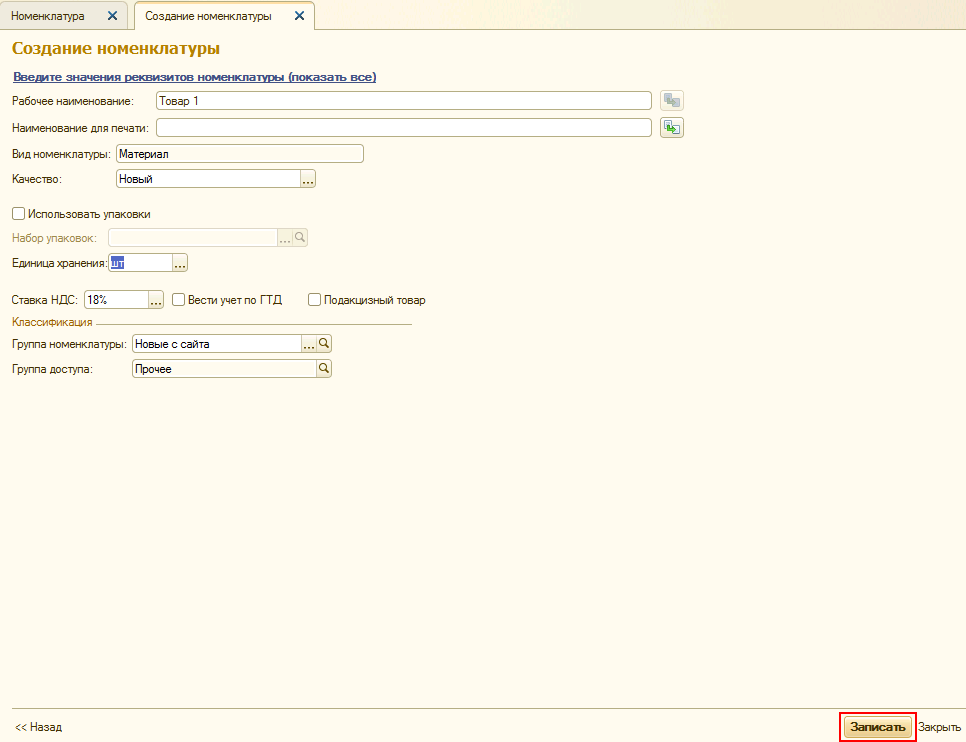 Номенклатура Создание номенклатуры
Создание номенклатуры
Введите значения реквизитов номенклатуры (показать все)
Рабочее наименование: Товар 1
Наименование для печати:
Вид номенклатуры: Материал
Качество: Новый ...
Использовать упаковки
Набор упаковок: ...
Единица хранения: шт ...
Ставка НДС: 18% ... Вести учет по ГТД Подакцизный товар
Классификация
Группа номенклатуры: Новые с сайта ...
Группа доступа: Прочее
<< Назад Записать Закрыть